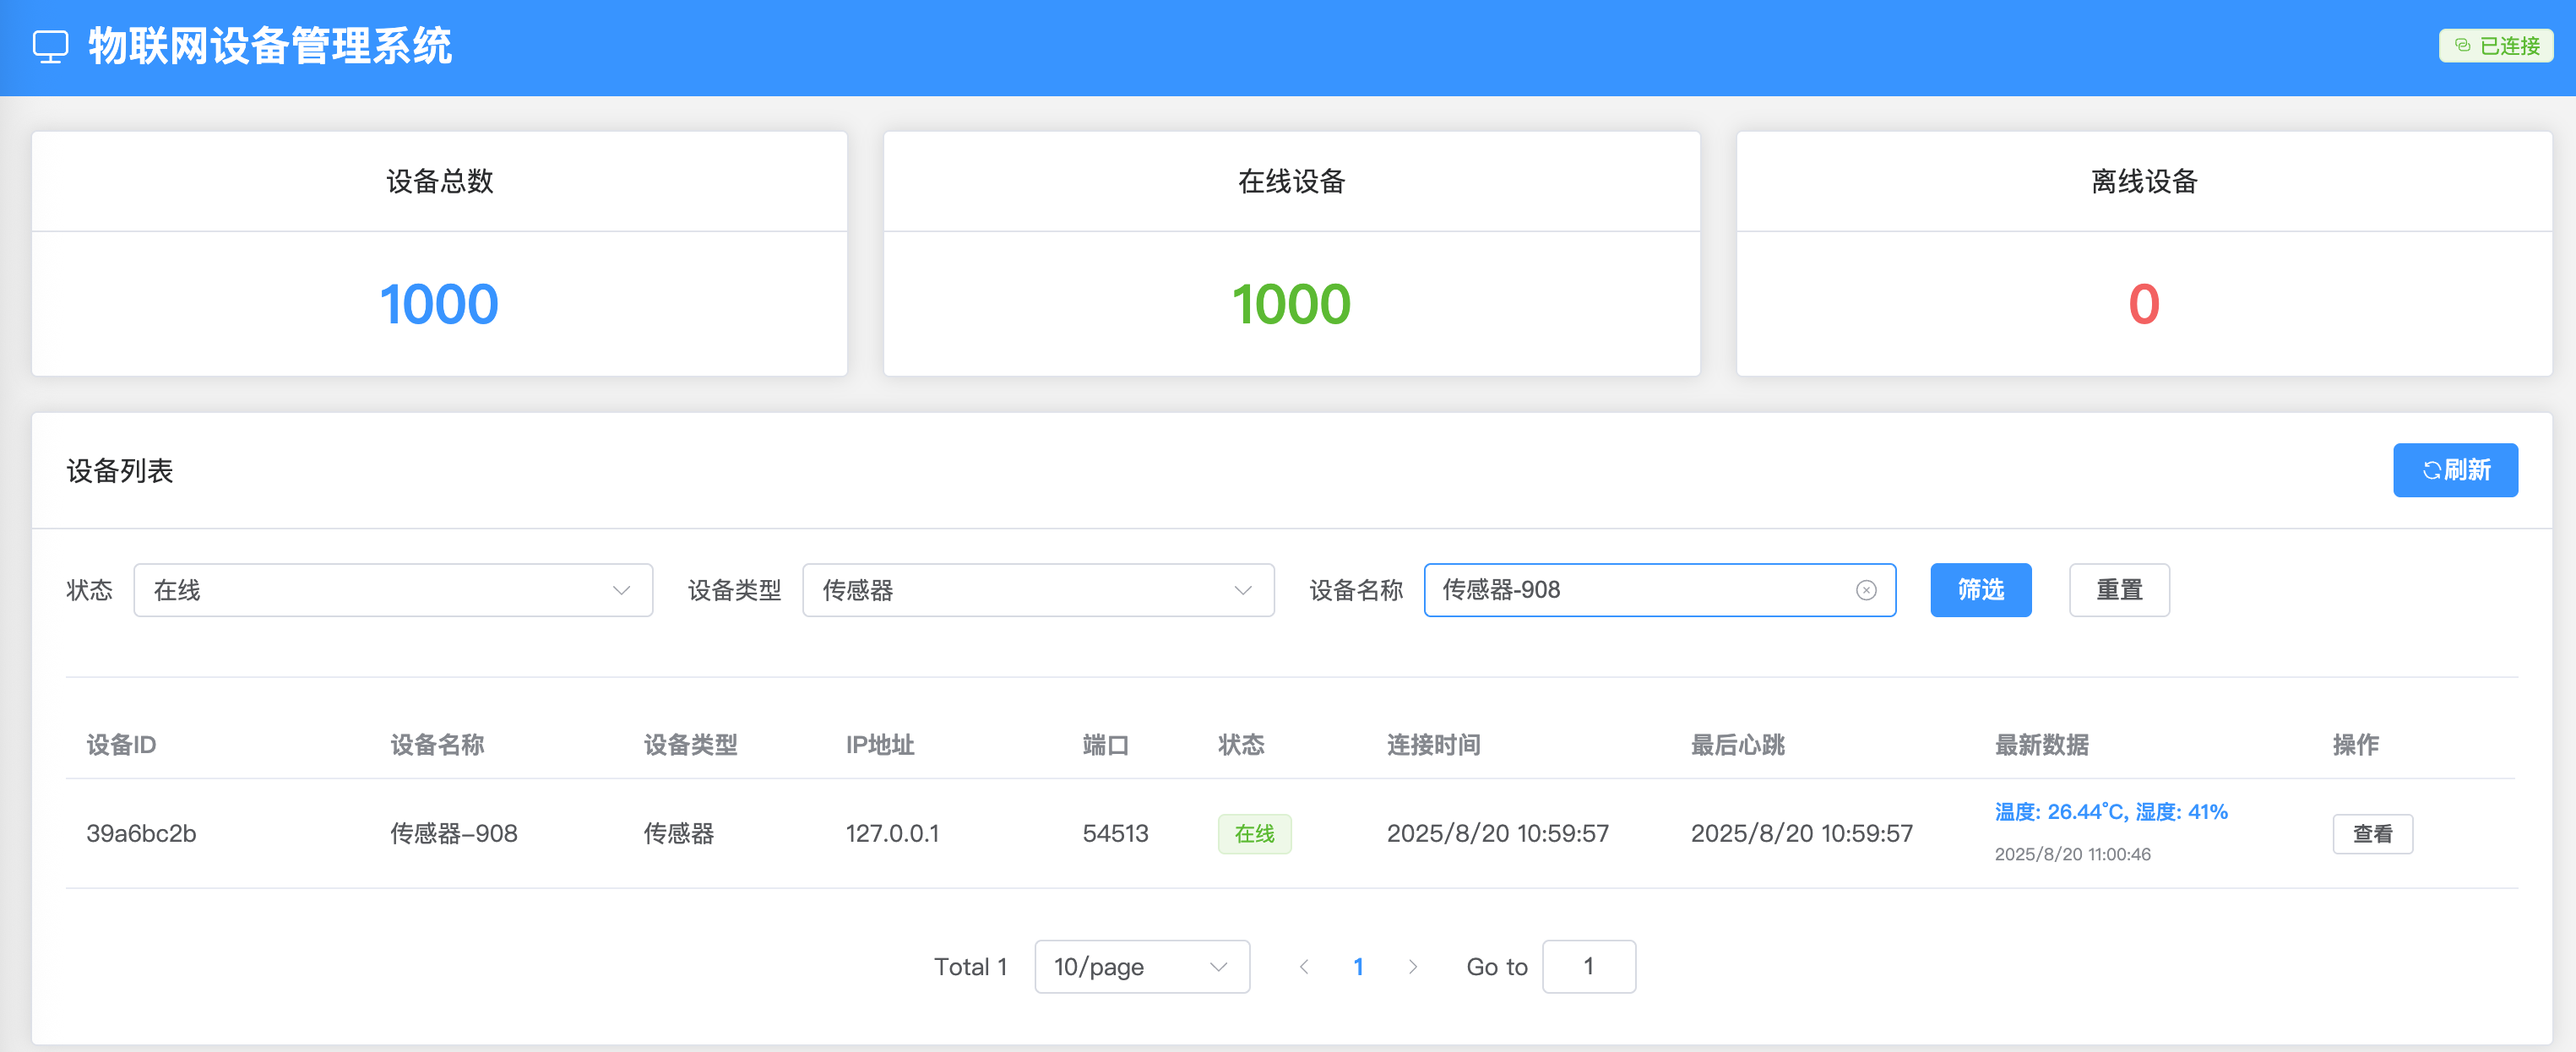 物联网设备管理系统
已连接
设备总数
在线设备
离线设备
1000
1000
0
设备列表
刷新
状态 在线 设备类型 传感器 设备名称 传感器-908 筛选 重置
设备ID 设备名称 设备类型 IP地址 端口 状态 连接时间 最后心跳 最新数据 操作
39a6bc2b 传感器-908 传感器 127.0.0.1 54513 在线 2025/8/20 10:59:57 2025/8/20 10:59:57 温度: 26.44°C, 湿度: 41% 查看
2025/8/20 11:00:46
Total 1 10/page 1 Go to 1